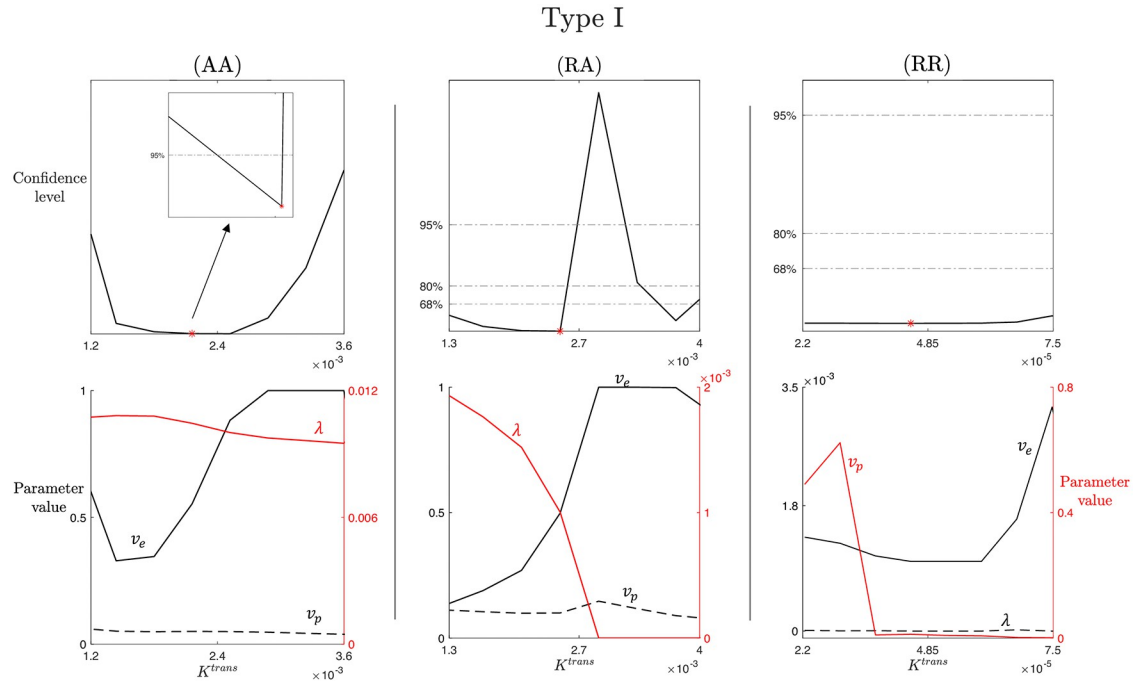 Type I
(AA)
(RA)
(RR)
Confidence
level
95%
1.2
2.4
3.6
×10⁻³
95%
80%
68%
1.3
2.7
4
×10⁻³
95%
80%
68%
2.2
4.85
7.5
×10⁻⁵
Parameter
value
1
0.5
0
0.012
0.006
0
λ
vₑ
vₚ
1.2
2.4
3.6
Kᵗʳᵃⁿˢ
×10⁻³
1
0.5
0
×10⁻³
2
1
0
vₑ
λ
vₚ
1.3
2.7
4
Kᵗʳᵃⁿˢ
×10⁻³
×10⁻³
3.5
1.8
0
0.8
0.4
0
vₚ
vₑ
λ
Parameter
value
2.2
4.85
7.5
Kᵗʳᵃⁿˢ
×10⁻⁵